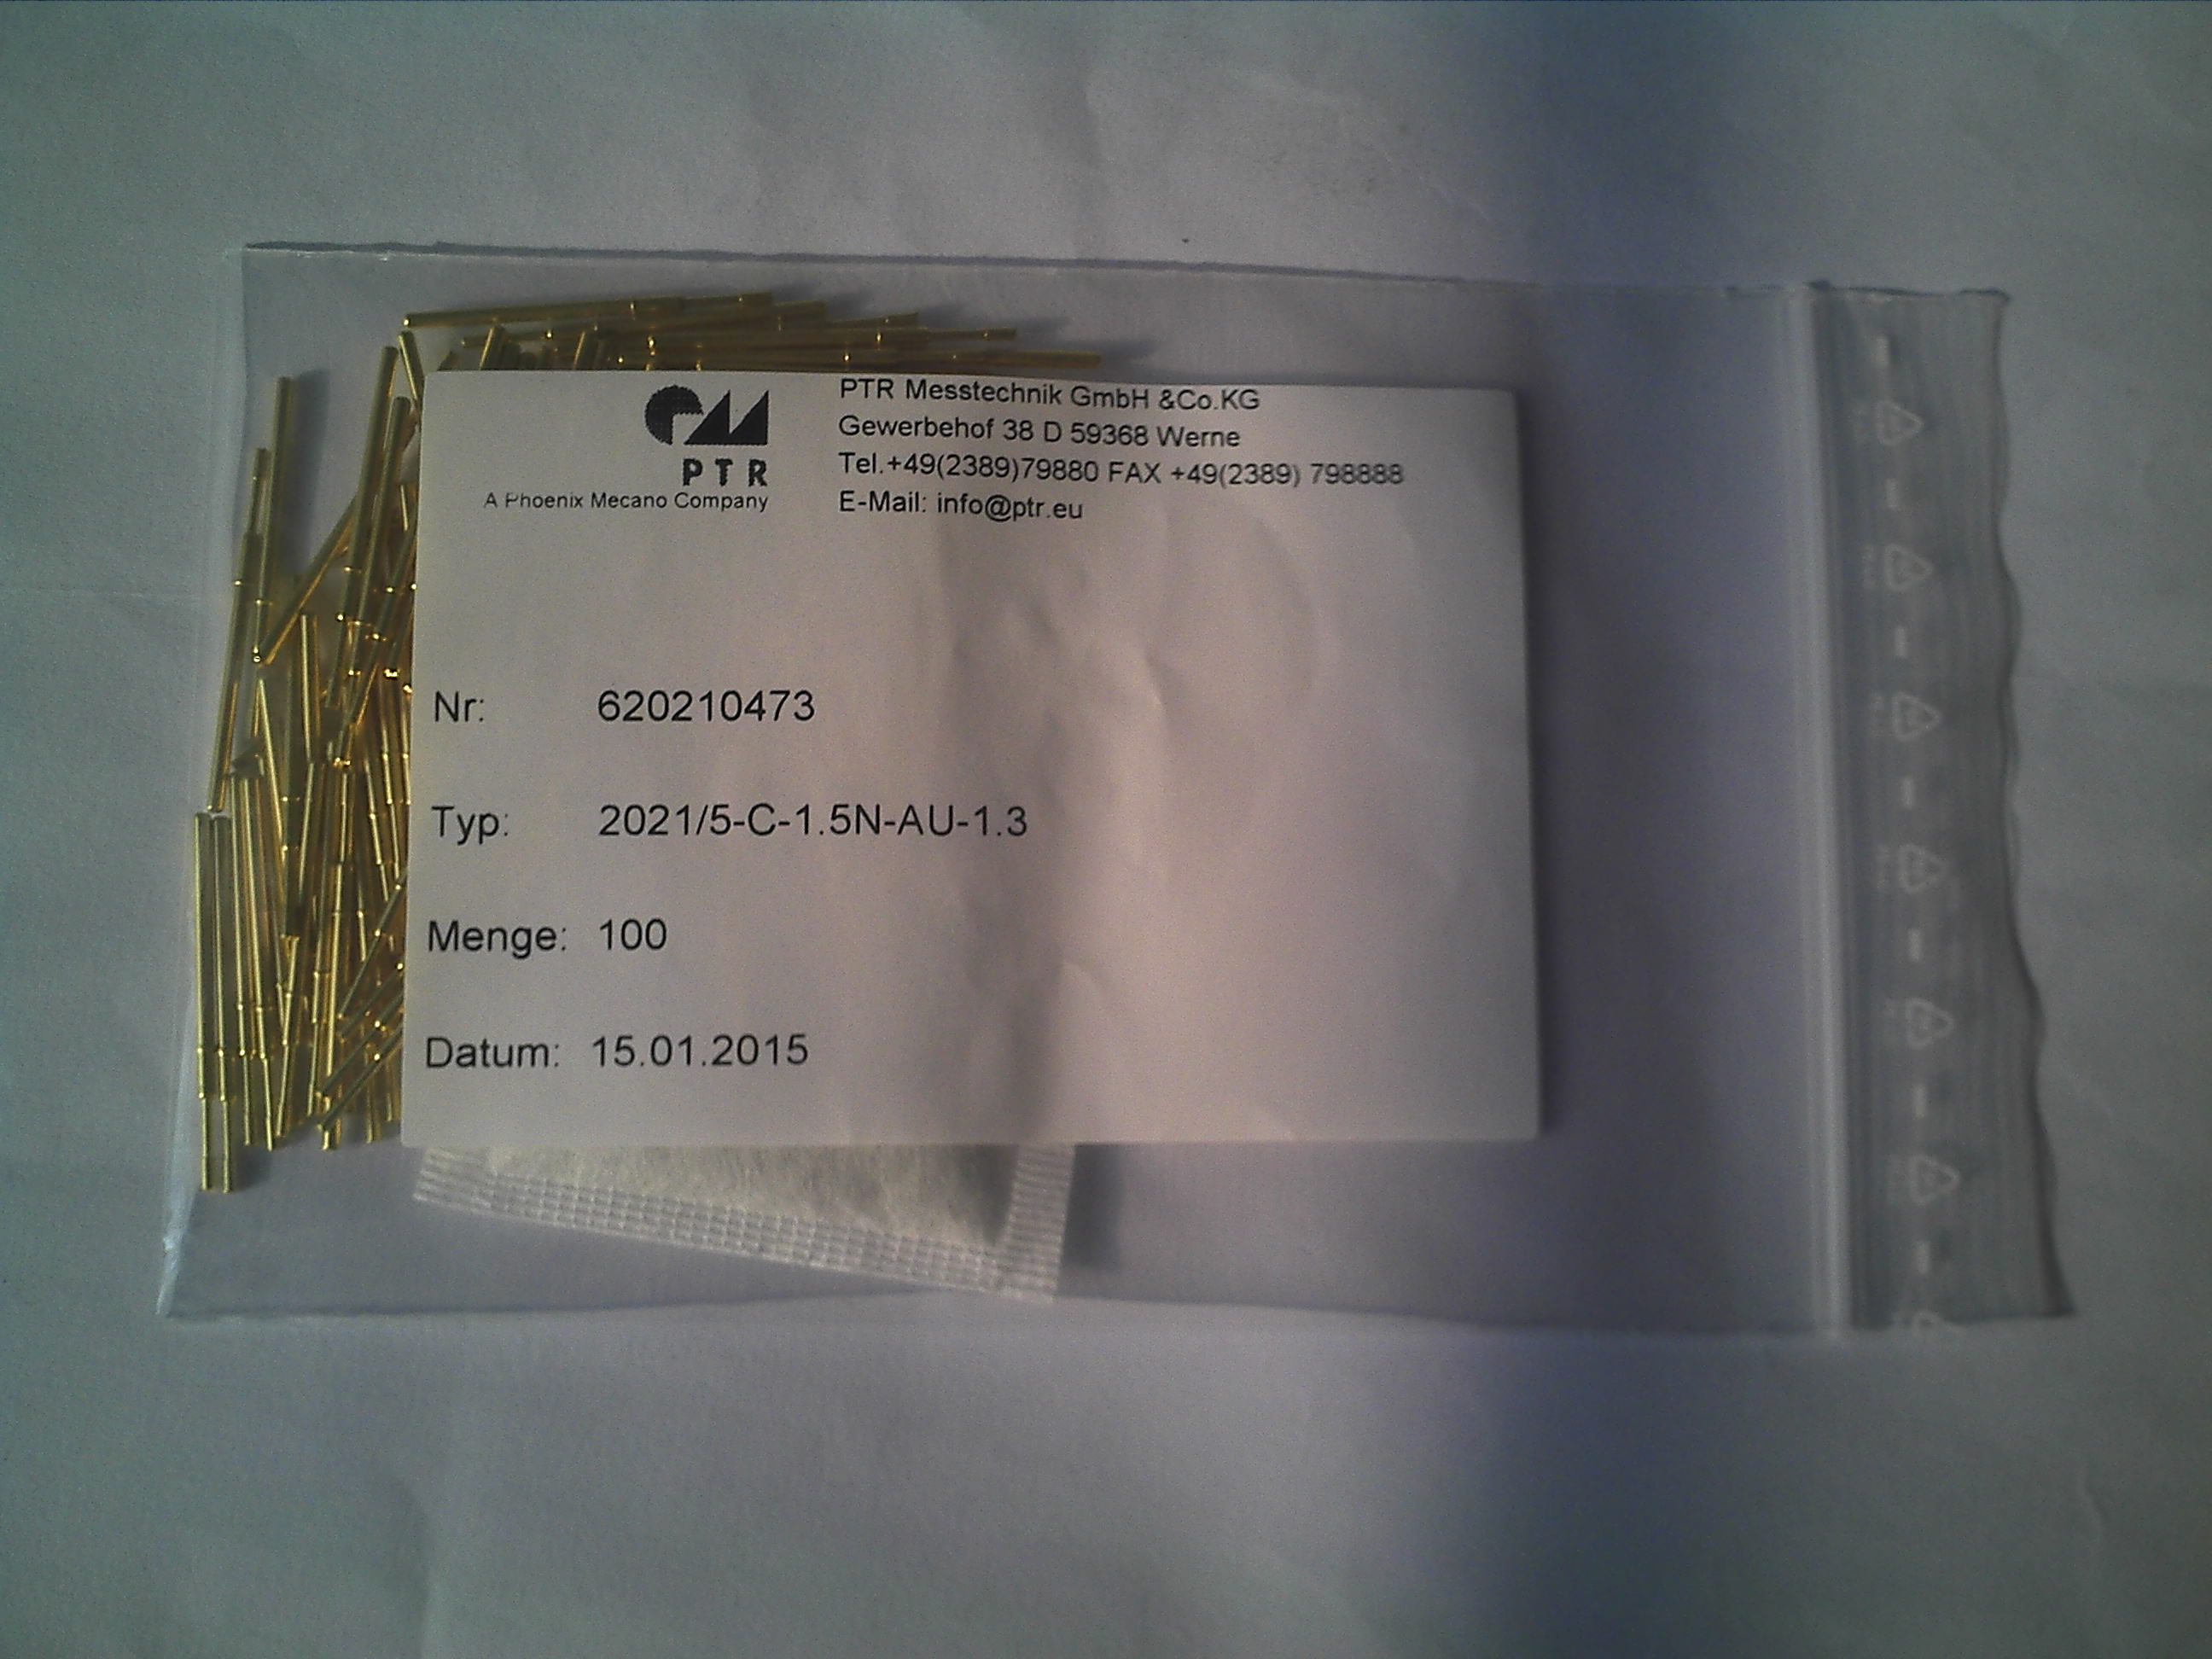 PTR
A Phoenix Mecano Company
PTR Messtechnik GmbH &Co.KG
Gewerbehof 38 D 59368 Werne
Tel.+49(2389)79880 FAX +49(2389) 798888
E-Mail: info@ptr.eu
Nr: 620210473
Typ: 2021/5-C-1.5N-AU-1.3
Menge: 100
Datum: 15.01.2015